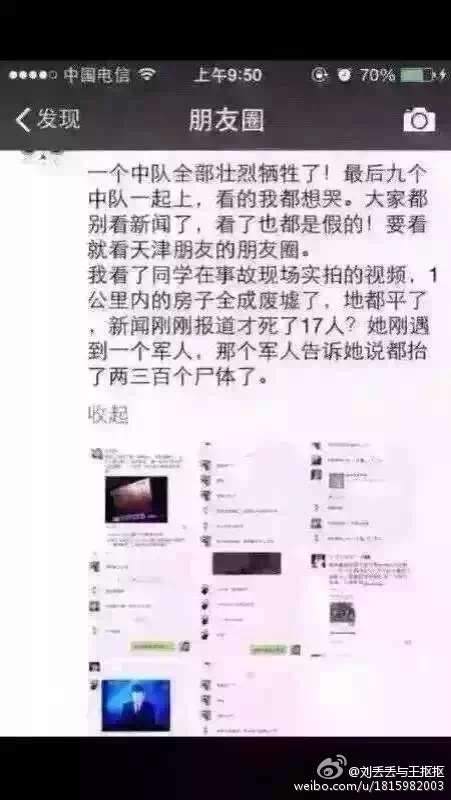 中国电信 上午9:50 70%
发现 朋友圈
一个中队全部壮烈牺牲了！最后九个
中队一起上，看的我都想哭。大家都
别看新闻了，看了也都是假的！要看
就看天津朋友的朋友圈。
我看了同学在事故现场实拍的视频，1
公里内的房子全成废墟了，地都平了
，新闻刚刚报道才死了17人？她刚遇
到一个军人，那个军人告诉她说都抬
了两三百个尸体了。
收起
@刘丢丢与王抠抠
weibo.com/u/1815982003